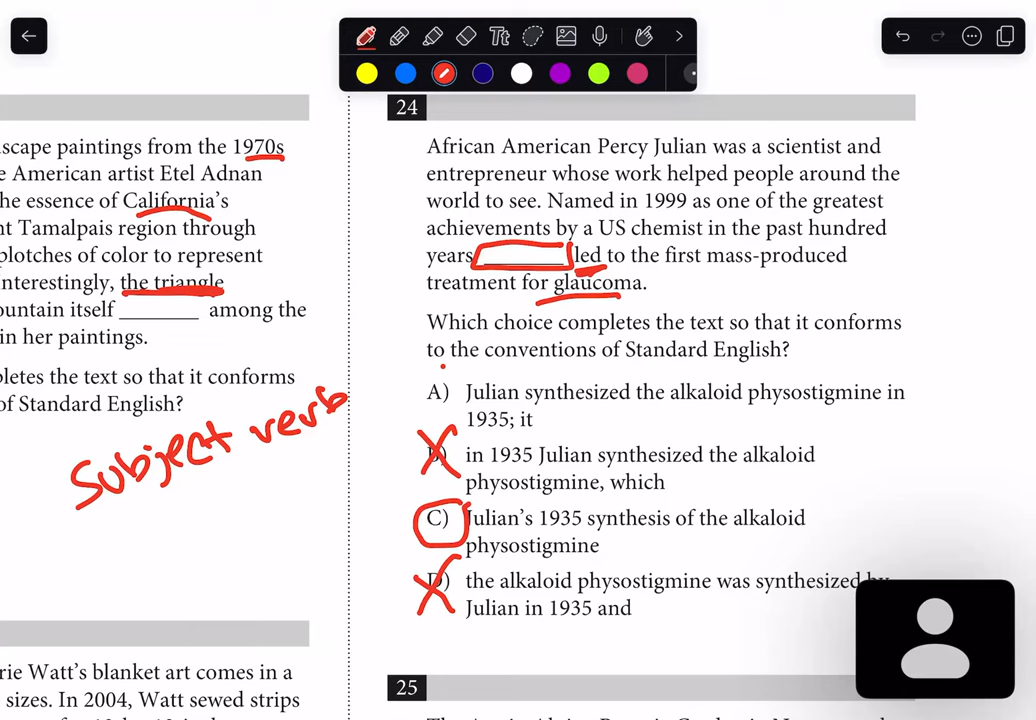 Tt
scape paintings from the 1970s
e American artist Etel Adnan
he essence of California's
nt Tamalpais region through
plotches of color to represent
nterestingly, the triangle
ountain itself ________ among the
in her paintings.
pletes the text so that it conforms
of Standard English?
Subject verb
rie Watt's blanket art comes in a
sizes. In 2004, Watt sewed strips
24
African American Percy Julian was a scientist and
entrepreneur whose work helped people around the
world to see. Named in 1999 as one of the greatest
achievements by a US chemist in the past hundred
years, ________ led to the first mass-produced
treatment for glaucoma.
Which choice completes the text so that it conforms
to the conventions of Standard English?
A) Julian synthesized the alkaloid physostigmine in
1935; it
B) in 1935 Julian synthesized the alkaloid
physostigmine, which
C) Julian's 1935 synthesis of the alkaloid
physostigmine
D) the alkaloid physostigmine was synthesized by
Julian in 1935 and
25